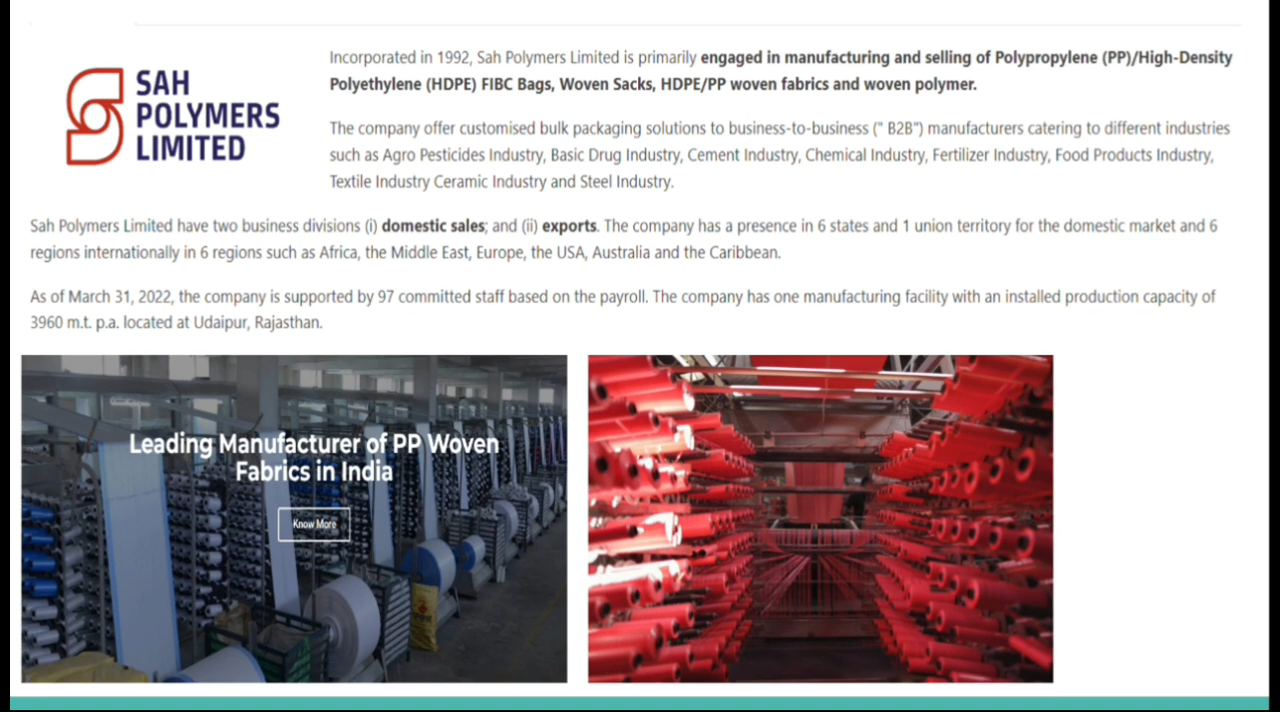 SAH
POLYMERS
LIMITED
Incorporated in 1992, Sah Polymers Limited is primarily engaged in manufacturing and selling of Polypropylene (PP)/High-Density
Polyethylene (HDPE) FIBC Bags, Woven Sacks, HDPE/PP woven fabrics and woven polymer.
The company offer customised bulk packaging solutions to business-to-business (" B2B") manufacturers catering to different industries
such as Agro Pesticides Industry, Basic Drug Industry, Cement Industry, Chemical Industry, Fertilizer Industry, Food Products Industry,
Textile Industry Ceramic Industry and Steel Industry.
Sah Polymers Limited have two business divisions (i) domestic sales; and (ii) exports. The company has a presence in 6 states and 1 union territory for the domestic market and 6
regions internationally in 6 regions such as Africa, the Middle East, Europe, the USA, Australia and the Caribbean.
As of March 31, 2022, the company is supported by 97 committed staff based on the payroll. The company has one manufacturing facility with an installed production capacity of
3960 m.t. p.a. located at Udaipur, Rajasthan.
Leading Manufacturer of PP Woven
Fabrics in India
Know More